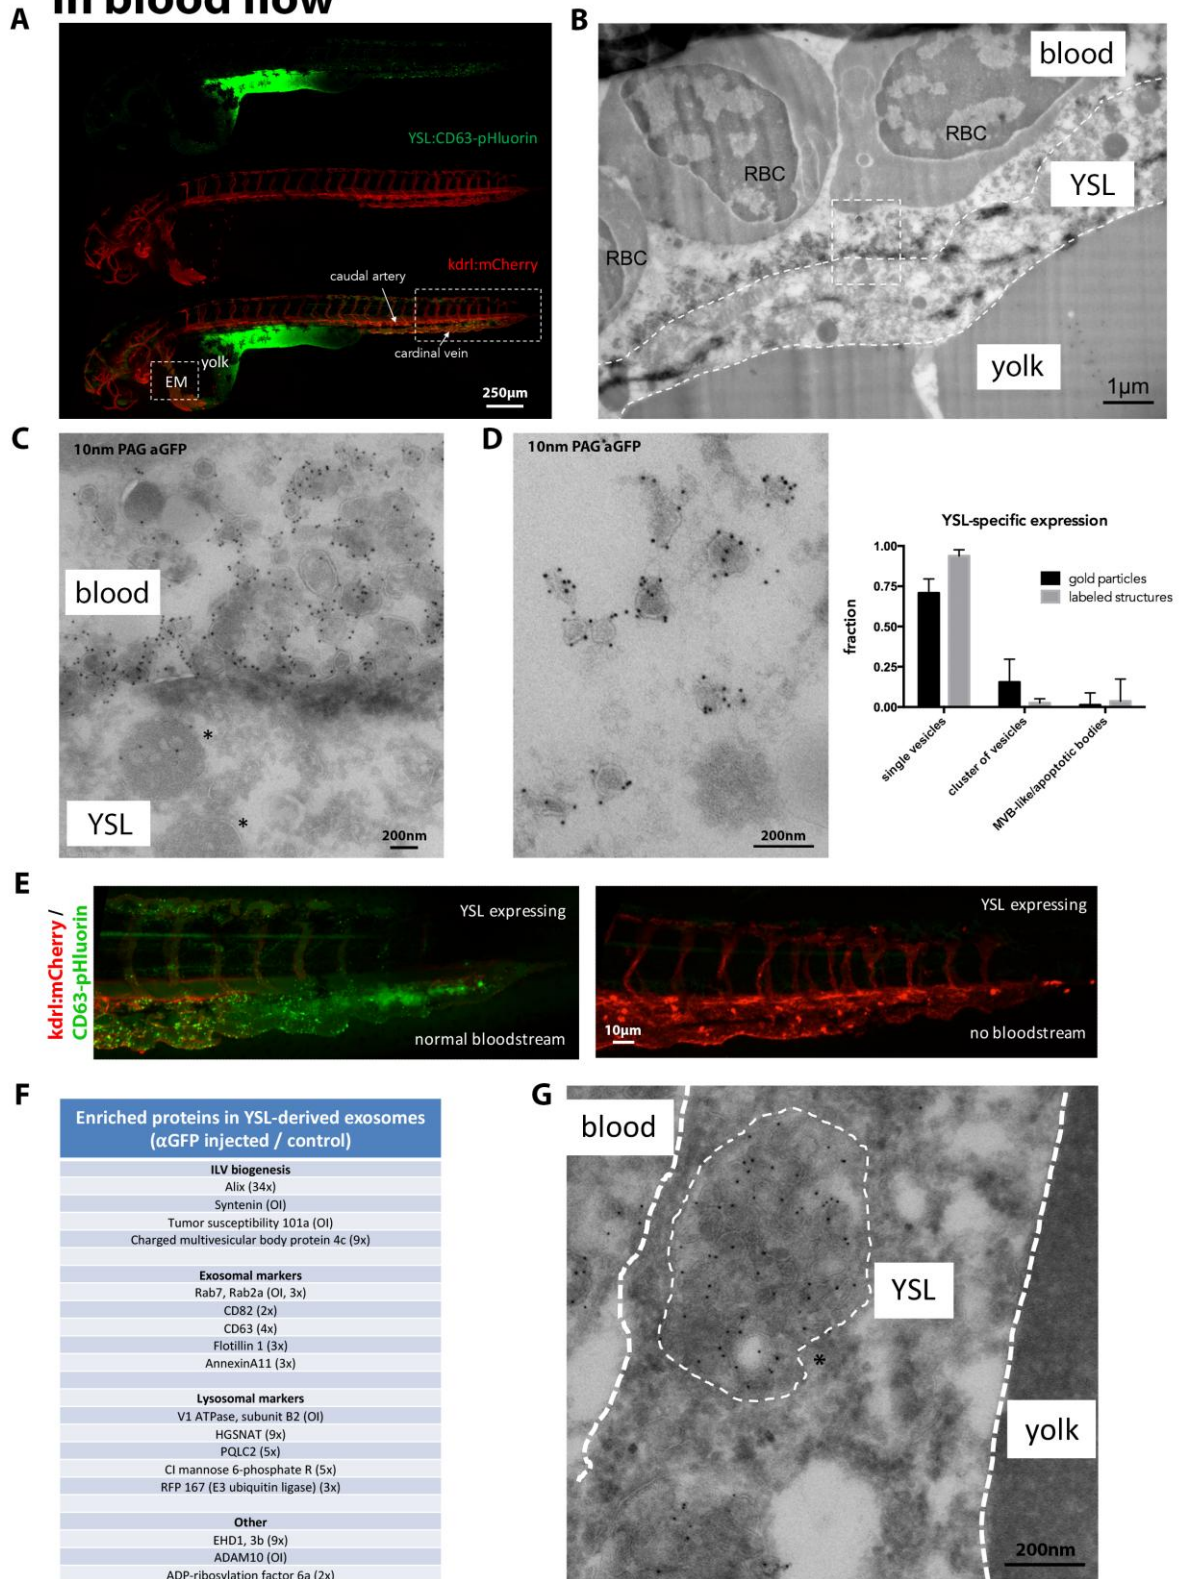 in blood flow
A
YSL:CD63-pHluorin
kdrl:mCherry
caudal artery
cardinal vein
yolk
EM
250μm
B
blood
RBC
RBC
YSL
RBC
yolk
1μm
C
10nm PAG aGFP
blood
YSL
*
*
200nm
D
10nm PAG aGFP
200nm
YSL-specific expression
1.00
0.75
0.50
0.25
0.00
fraction
gold particles
labeled structures
single vesicles
cluster of vesicles
MVB-like/apoptotic bodies
E
kdrl:mCherry /
CD63-pHluorin
YSL expressing
normal bloodstream
YSL expressing
10μm
no bloodstream
F
Enriched proteins in YSL-derived exosomes
(αGFP injected / control)
ILV biogenesis
Alix (34x)
Syntenin (OI)
Tumor susceptibility 101a (OI)
Charged multivesicular body protein 4c (9x)
Exosomal markers
Rab7, Rab2a (OI, 3x)
CD82 (2x)
CD63 (4x)
Flotillin 1 (3x)
AnnexinA11 (3x)
Lysosomal markers
V1 ATPase, subunit B2 (OI)
HGSNAT (9x)
PQLC2 (5x)
CI mannose 6-phosphate R (5x)
RFP 167 (E3 ubiquitin ligase) (3x)
Other
EHD1, 3b (9x)
ADAM10 (OI)
ADP-ribosylation factor 6a (2x)
G
blood
YSL
*
yolk
200nm